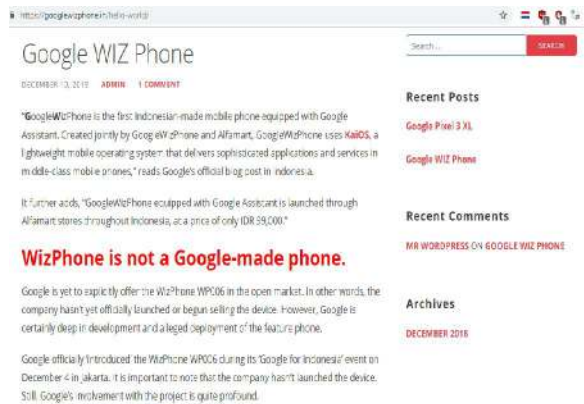 https://googlewizphone.in/hello-world/
Google WIZ Phone
Search ...
SEARCH
DECEMBER 10, 2018 ADMIN 1 COMMENT
"GoogleWizPhone is the first Indonesian-made mobile phone equipped with Google
Assistant. Created jointly by GoogleWizPhone and Alfamart, GoogleWizPhone uses KaiOS, a
lightweight mobile operating system that delivers sophisticated applications and services in
middle-class mobile phones," reads Google's official blog post in Indonesia.
It further adds, "GoogleWizPhone equipped with Google Assistant is launched through
Alfamart stores throughout Indonesia, at a price of only IDR 99,000."
WizPhone is not a Google-made phone.
Google is yet to explicitly offer the WizPhone WP006 in the open market. In other words, the
company hasn't yet officially launched or begun selling the device. However, Google is
certainly deep in development and alleged deployment of the feature phone.
Google officially 'introduced' the WizPhone WP006 during its 'Google for Indonesia' event on
December 4 in Jakarta. It is important to note that the company hasn't launched the device.
Still, Google's involvement with the project is quite profound.
Recent Posts
Google Pixel 3 XL
Google WIZ Phone
Recent Comments
MR WORDPRESS ON GOOGLE WIZ PHONE
Archives
DECEMBER 2018